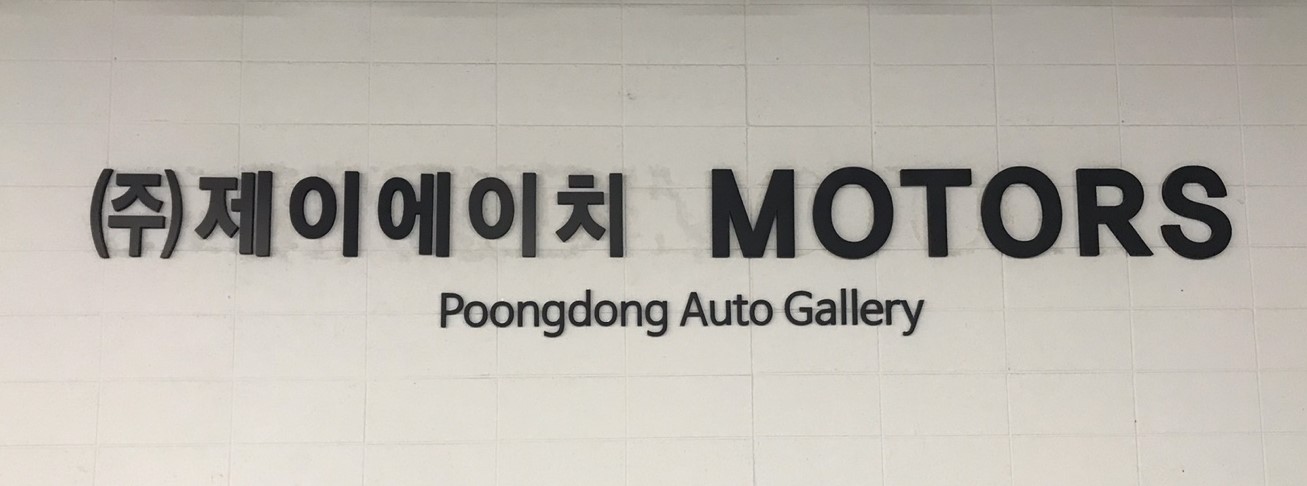 ㈜제이에이치 MOTORS
Poongdong Auto Gallery